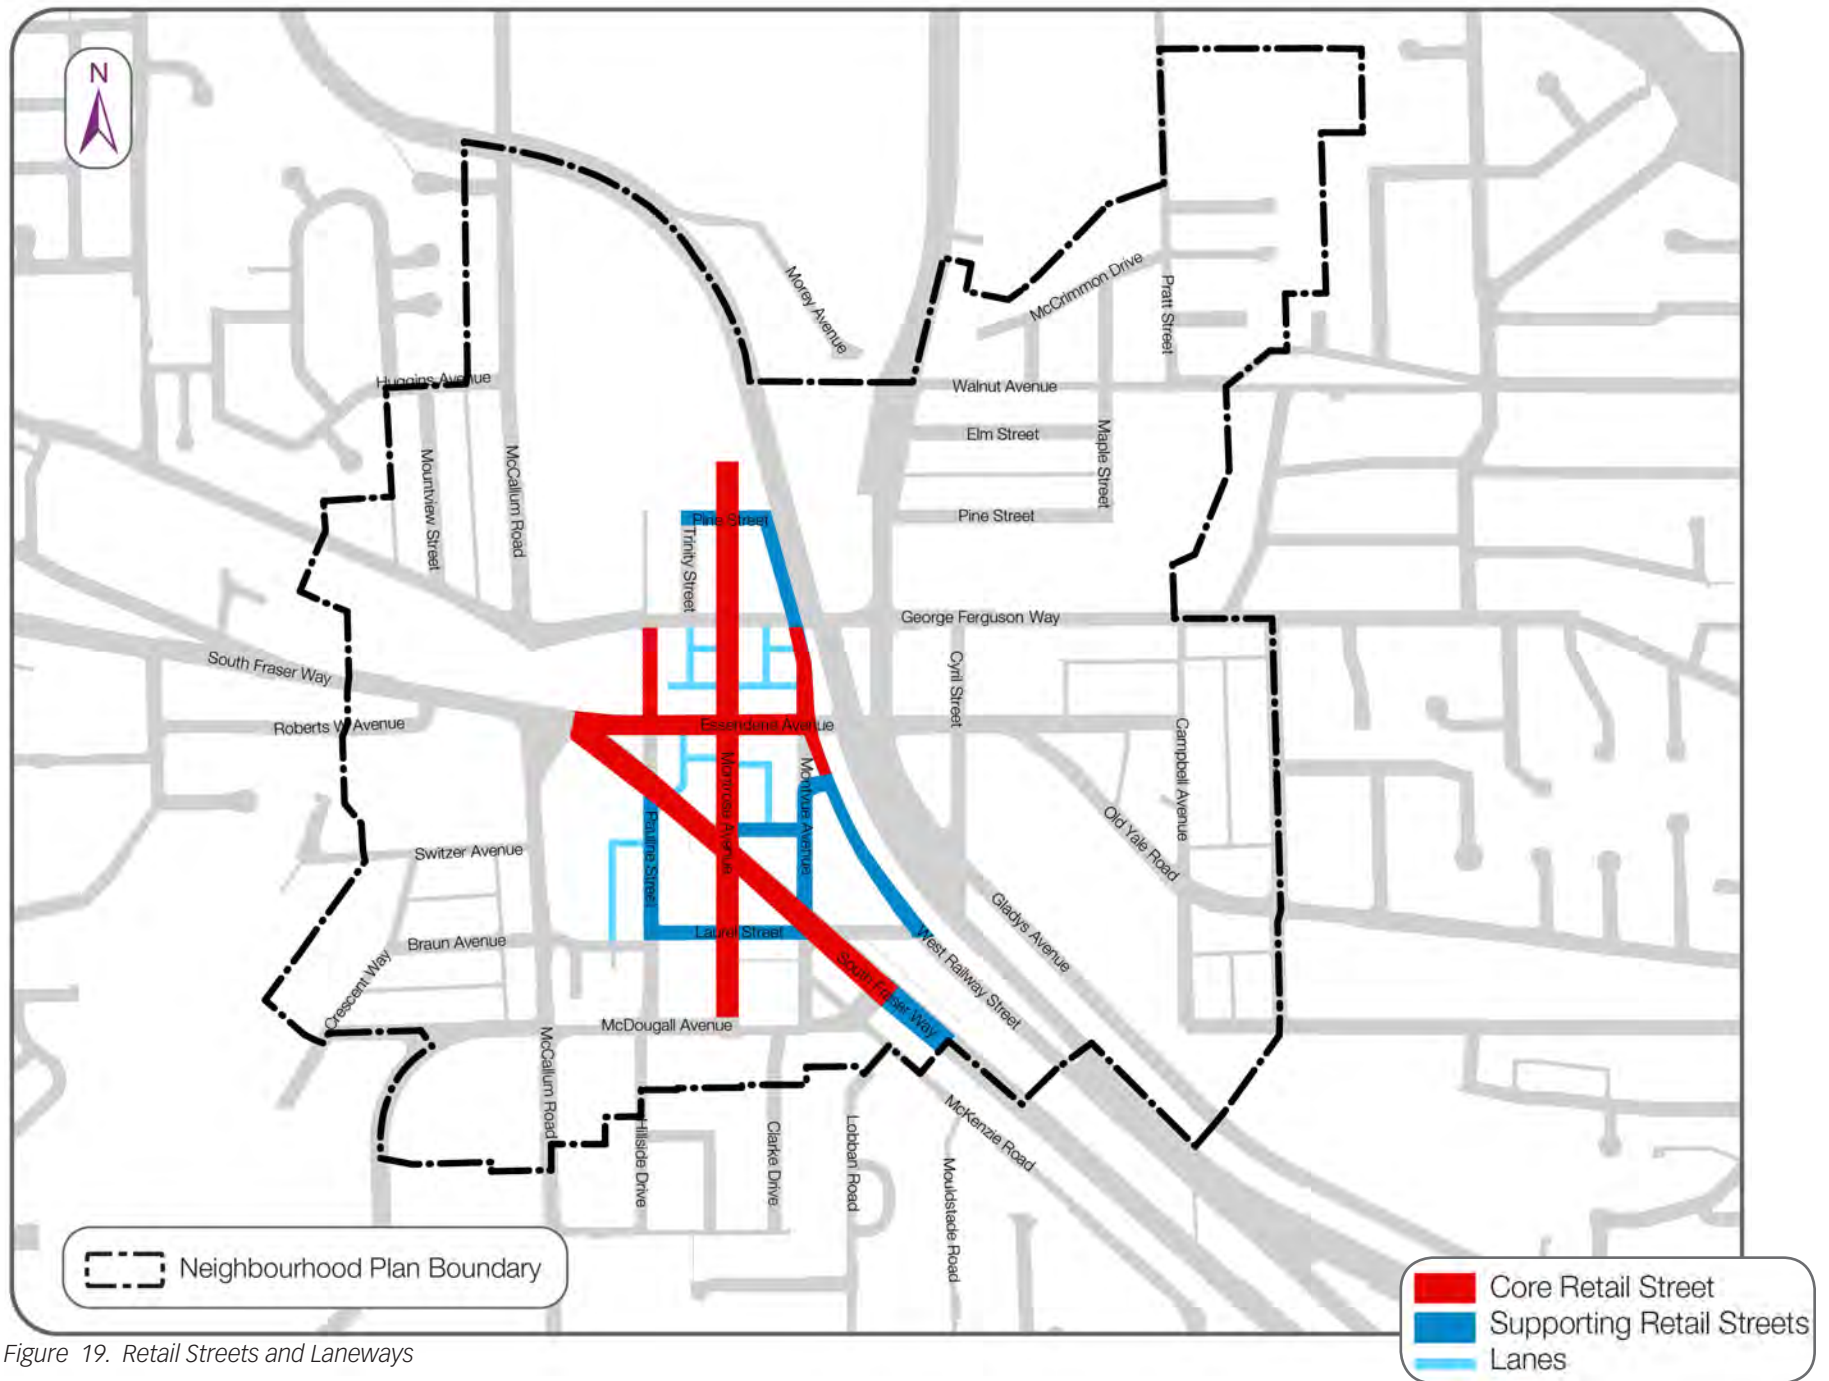 N
Morey Avenue
McCrimmon Drive
Pratt Street
Huggins Avenue
Walnut Avenue
Elm Street
Maple Street
Mountview Street
McCallum Road
Pine Street
Pine Street
Trinity Street
George Ferguson Way
South Fraser Way
Cyril Street
Roberts W Avenue
Essendene Avenue
Campbell Avenue
Montrose Avenue
Montvue Avenue
Pauline Street
Old Yale Road
Switzer Avenue
Gladys Avenue
Laurel Street
Braun Avenue
West Railway Street
Crescent Way
South Fraser Way
McDougall Avenue
McCallum Road
Hillside Drive
Clarke Drive
Lobban Road
McKenzie Road
Mouldstade Road
Neighbourhood Plan Boundary
Core Retail Street
Supporting Retail Streets
Lanes
Figure 19. Retail Streets and Laneways